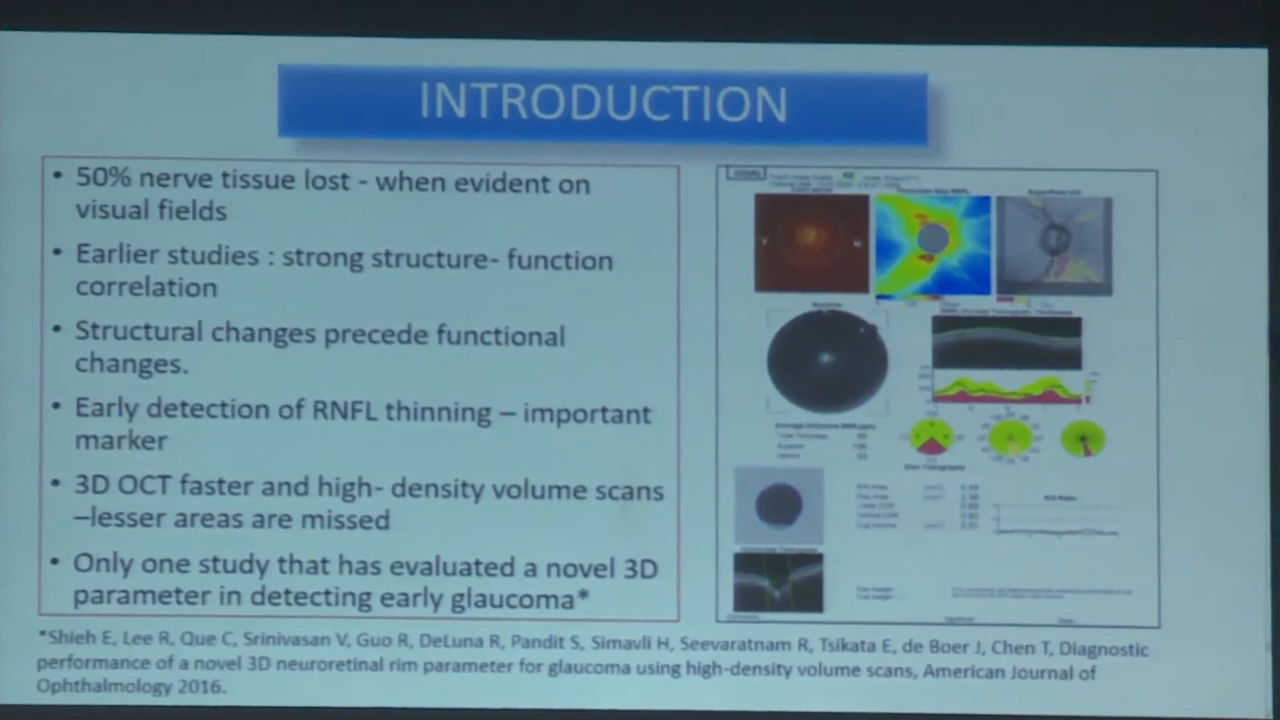 INTRODUCTION
• 50% nerve tissue lost - when evident on
visual fields
• Earlier studies : strong structure- function
correlation
• Structural changes precede functional
changes.
• Early detection of RNFL thinning – important
marker
• 3D OCT faster and high- density volume scans
–lesser areas are missed
• Only one study that has evaluated a novel 3D
parameter in detecting early glaucoma*
*Shieh E, Lee R, Que C, Srinivasan V, Guo R, DeLuna R, Pandit S, Simavli H, Seevaratnam R, Tsikata E, de Boer J, Chen T, Diagnostic
performance of a novel 3D neuroretinal rim parameter for glaucoma using high-density volume scans, American Journal of
Ophthalmology 2016.